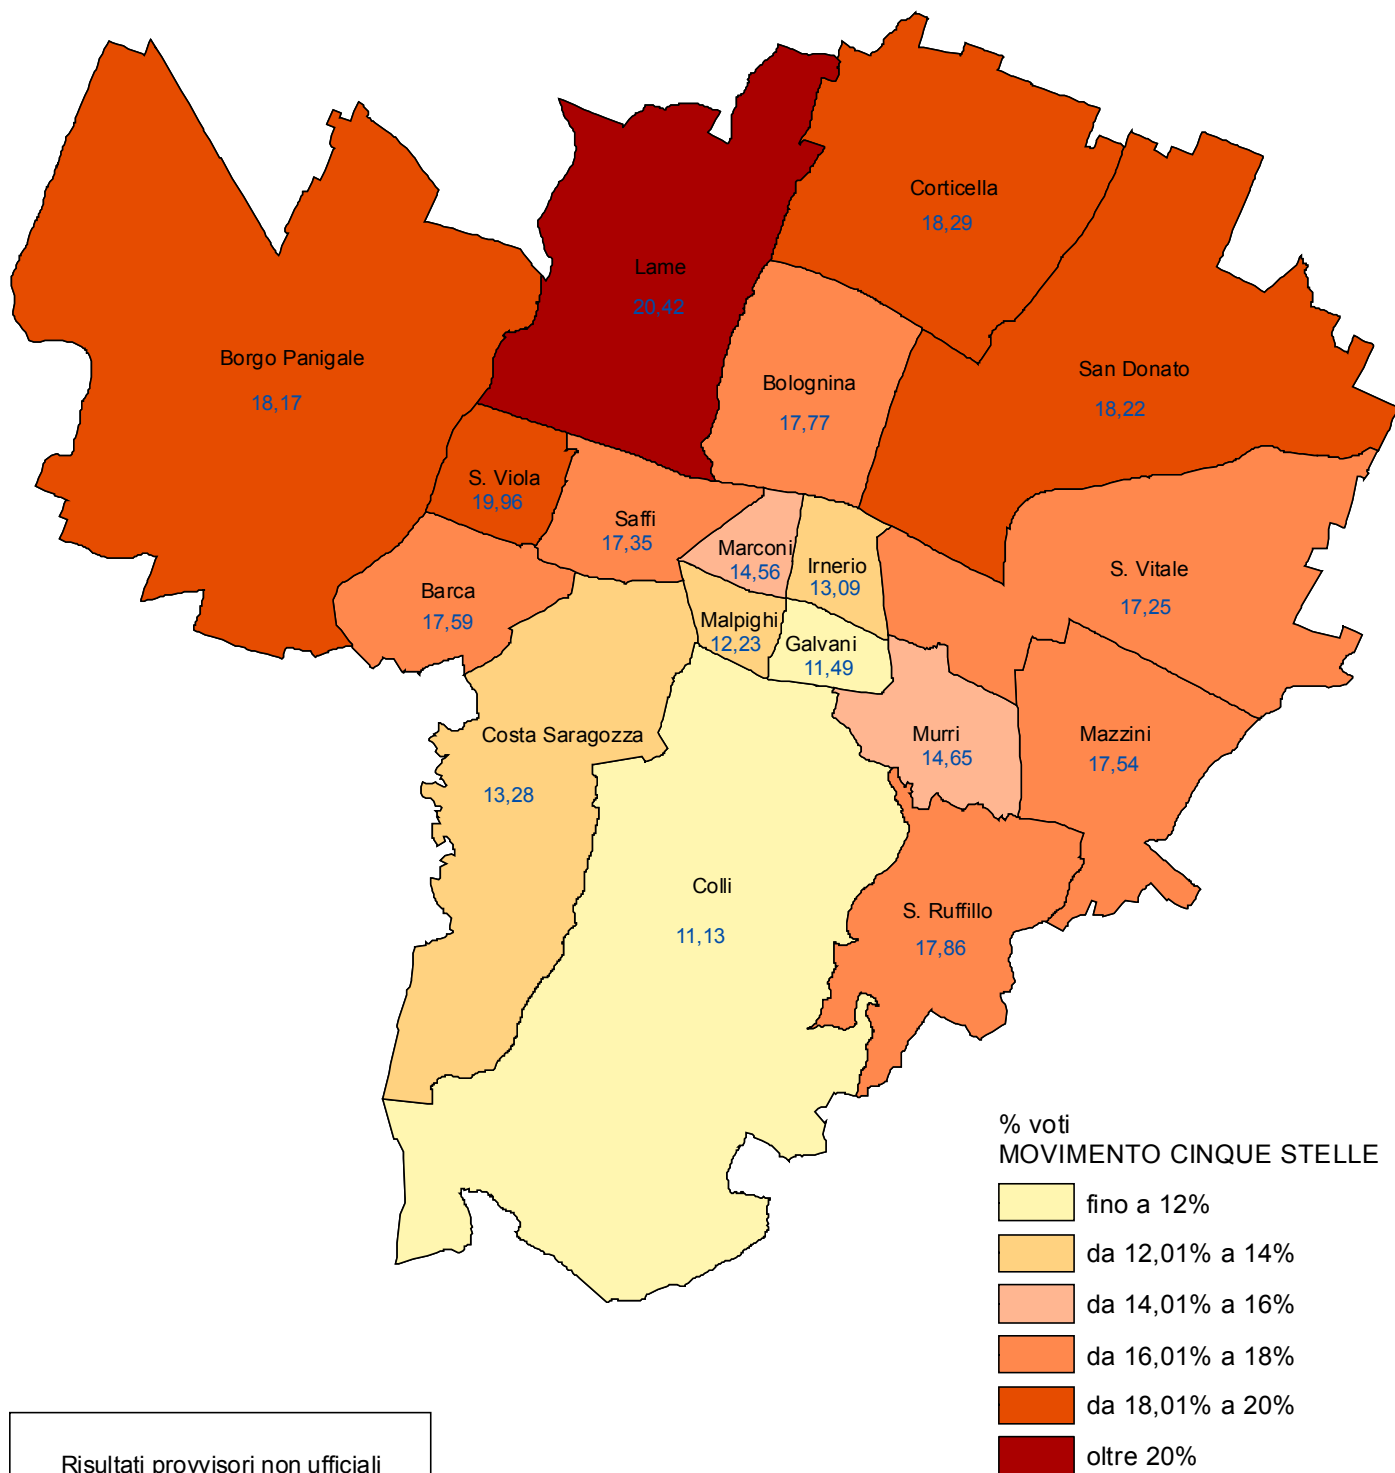 Corticella
18,29
Lame
20,42
Borgo Panigale
18,17
Bolognina
17,77
San Donato
18,22
S. Viola
19,96
Saffi
17,35
Marconi
14,56
Irnerio
13,09
S. Vitale
17,25
Barca
17,59
Malpighi
12,23
Galvani
11,49
Costa Saragozza
13,28
Murri
14,65
Mazzini
17,54
Colli
11,13
S. Ruffillo
17,86
% voti
MOVIMENTO CINQUE STELLE
fino a 12%
da 12,01% a 14%
da 14,01% a 16%
da 16,01% a 18%
da 18,01% a 20%
oltre 20%
Risultati provvisori non ufficiali